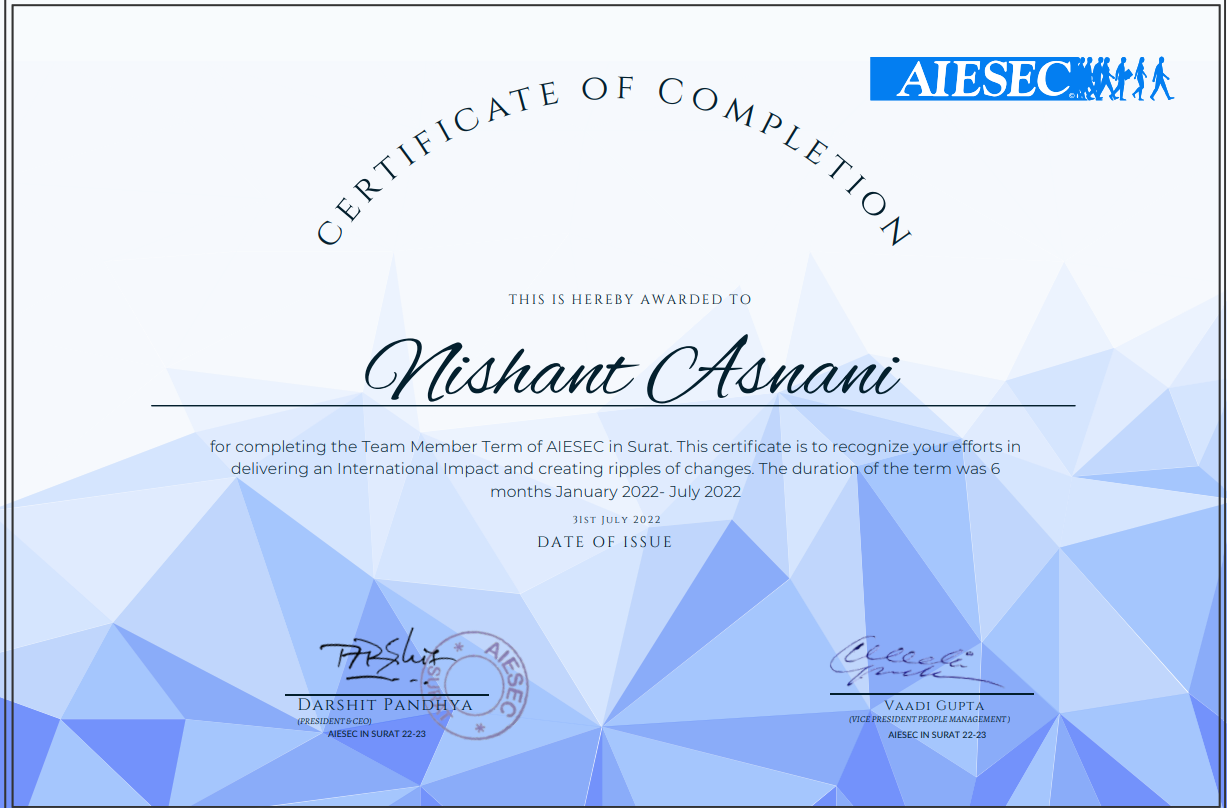 AIESEC
CERTIFICATE OF COMPLETION
THIS IS HEREBY AWARDED TO
Nishant Asnani
for completing the Team Member Term of AIESEC in Surat. This certificate is to recognize your efforts in
delivering an International Impact and creating ripples of changes. The duration of the term was 6
months January 2022- July 2022
31st July 2022
DATE OF ISSUE
AIESEC
SURAT
Darshit Pandhya
(PRESIDENT & CEO)
AIESEC IN SURAT 22-23
Vaadi Gupta
(VICE PRESIDENT PEOPLE MANAGEMENT )
AIESEC IN SURAT 22-23